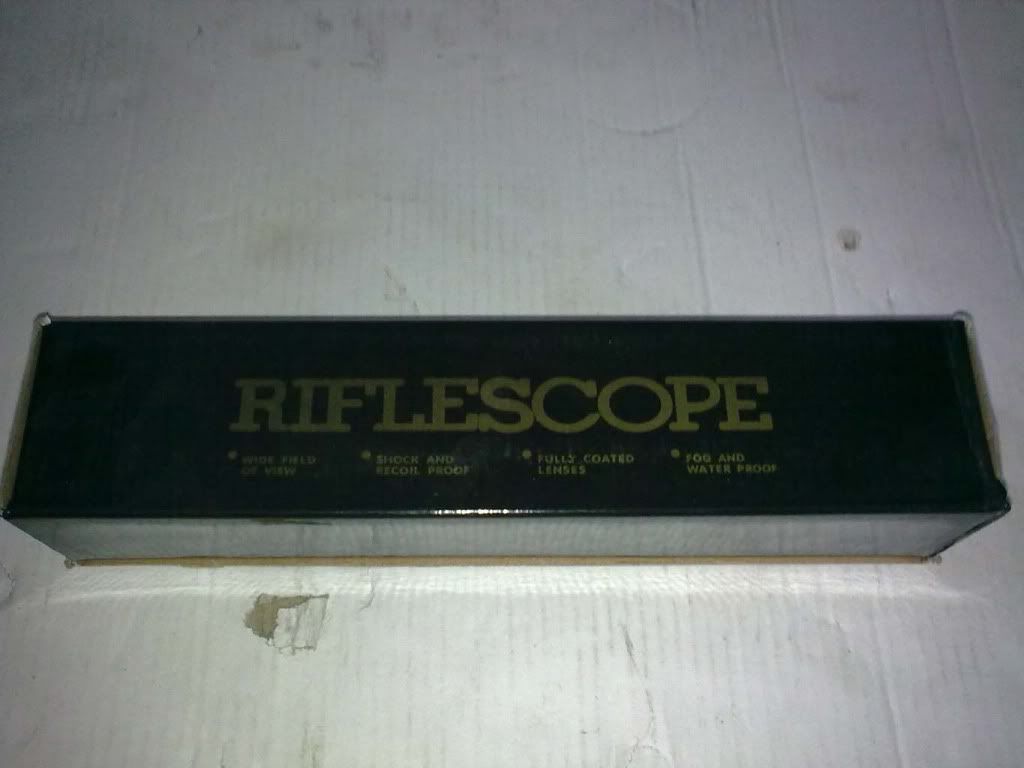 RIFLESCOPE
• WIDE FIELD
OF VIEW
• SHOCK AND
RECOIL PROOF
• FULLY COATED
LENSES
• FOG AND
WATER PROOF